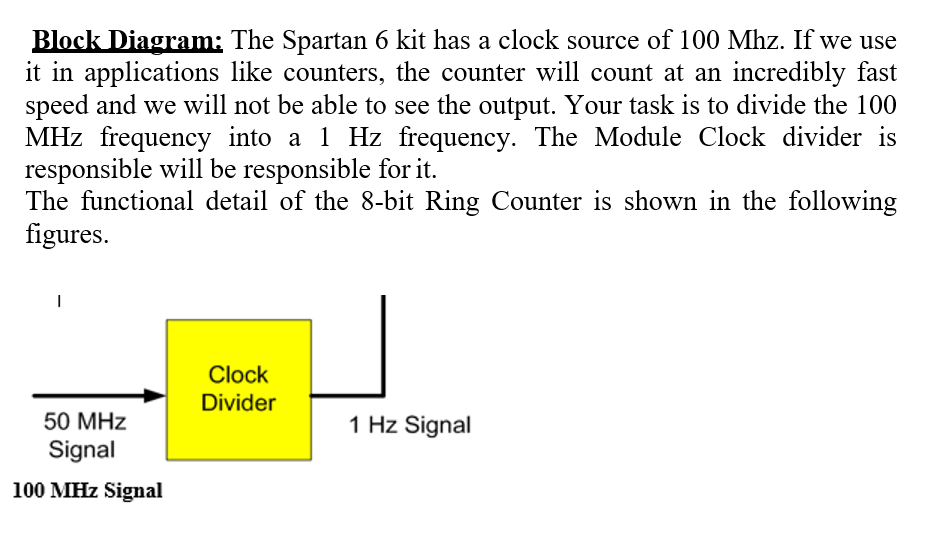 Block Diagram: The Spartan 6 kit has a clock source of 100 Mhz. If we use
it in applications like counters, the counter will count at an incredibly fast
speed and we will not be able to see the output. Your task is to divide the 100
MHz frequency into a 1 Hz frequency. The Module Clock divider is
responsible will be responsible for it.
The functional detail of the 8-bit Ring Counter is shown in the following
figures.
Clock
Divider
50 MHz
Signal
1 Hz Signal
100 MHz Signal